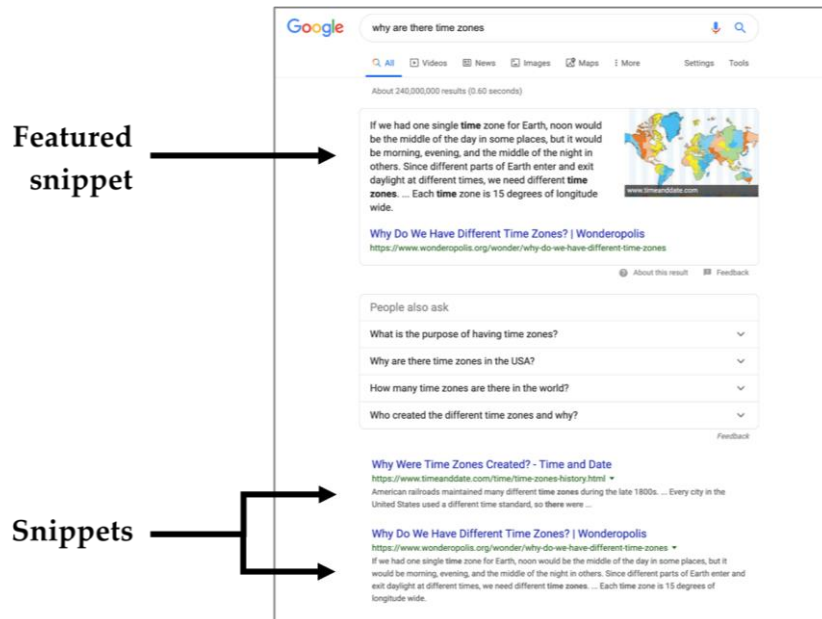 Google
why are there time zones
All Videos News Images Maps More Settings Tools
About 240,000,000 results (0.60 seconds)
Featured
snippet
If we had one single time zone for Earth, noon would
be the middle of the day in some places, but it would
be morning, evening, and the middle of the night in
others. Since different parts of Earth enter and exit
daylight at different times, we need different time
zones. ... Each time zone is 15 degrees of longitude
wide.
www.timeanddate.com
Why Do We Have Different Time Zones? | Wonderopolis
https://www.wonderopolis.org/wonder/why-do-we-have-different-time-zones
About this result Feedback
People also ask
What is the purpose of having time zones?
Why are there time zones in the USA?
How many time zones are there in the world?
Who created the different time zones and why?
Feedback
Snippets
Why Were Time Zones Created? - Time and Date
https://www.timeanddate.com/time/time-zones-history.html
American railroads maintained many different time zones during the late 1800s. ... Every city in the
United States used a different time standard, so there were ...
Why Do We Have Different Time Zones? | Wonderopolis
https://www.wonderopolis.org/wonder/why-do-we-have-different-time-zones
If we had one single time zone for Earth, noon would be the middle of the day in some places, but it
would be morning, evening, and the middle of the night in others. Since different parts of Earth enter and
exit daylight at different times, we need different time zones. ... Each time zone is 15 degrees of
longitude wide.